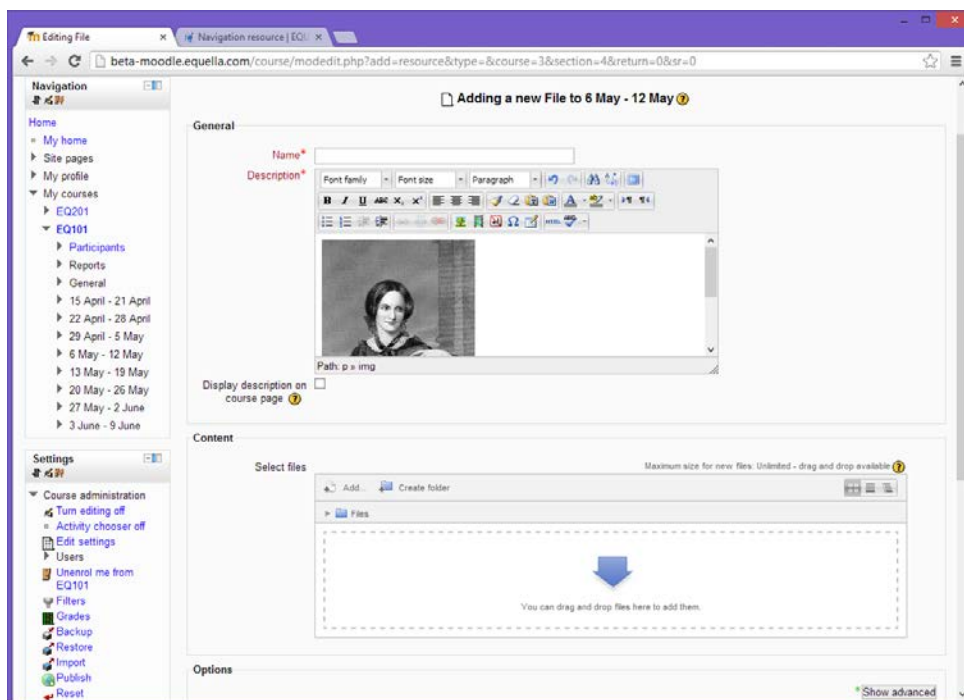 Editing File
Navigation resource | EQU
beta-moodle.equella.com/course/modedit.php?add=resource&type=&course=3&section=4&return=0&sr=0
Navigation
Home
My home
Site pages
My profile
My courses
EQ201
EQ101
Participants
Reports
General
15 April - 21 April
22 April - 28 April
29 April - 5 May
6 May - 12 May
13 May - 19 May
20 May - 26 May
27 May - 2 June
3 June - 9 June
Settings
Course administration
Turn editing off
Activity chooser off
Edit settings
Users
Unenrol me from
EQ101
Filters
Grades
Backup
Restore
Import
Publish
Reset
Adding a new File to 6 May - 12 May
General
Name*
Description*
Font family Font size Paragraph
B I U ABC X₂ X²
HTML
Path: p » img
Display description on
course page
Content
Select files
Maximum size for new files: Unlimited - drag and drop available
Add... Create folder
Files
You can drag and drop files here to add them.
Options
* Show advanced